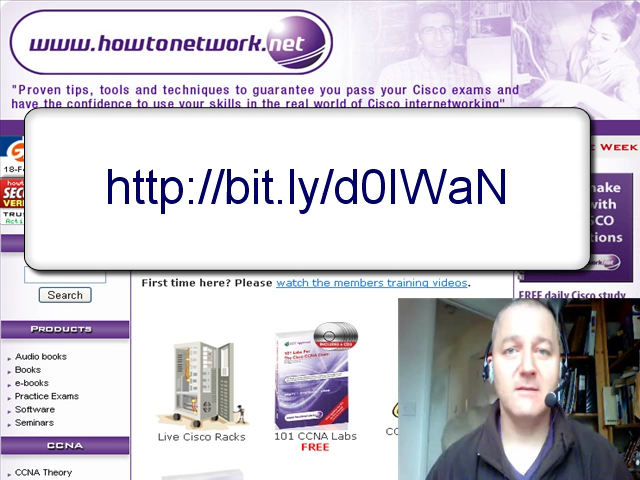 www.howtonetwork.net
"Proven tips, tools and techniques to guarantee you pass your Cisco exams and
have the confidence to use your skills in the real world of Cisco internetworking"
http://bit.ly/d0lWaN
Week
18-Fe
First time here? Please watch the members training videos.
FREE daily Cisco study
Search
Products
Audio books
Books
e-books
Practice Exams
Software
Seminars
CCNA
CCNA Theory
Live Cisco Racks
101 CCNA Labs
FREE